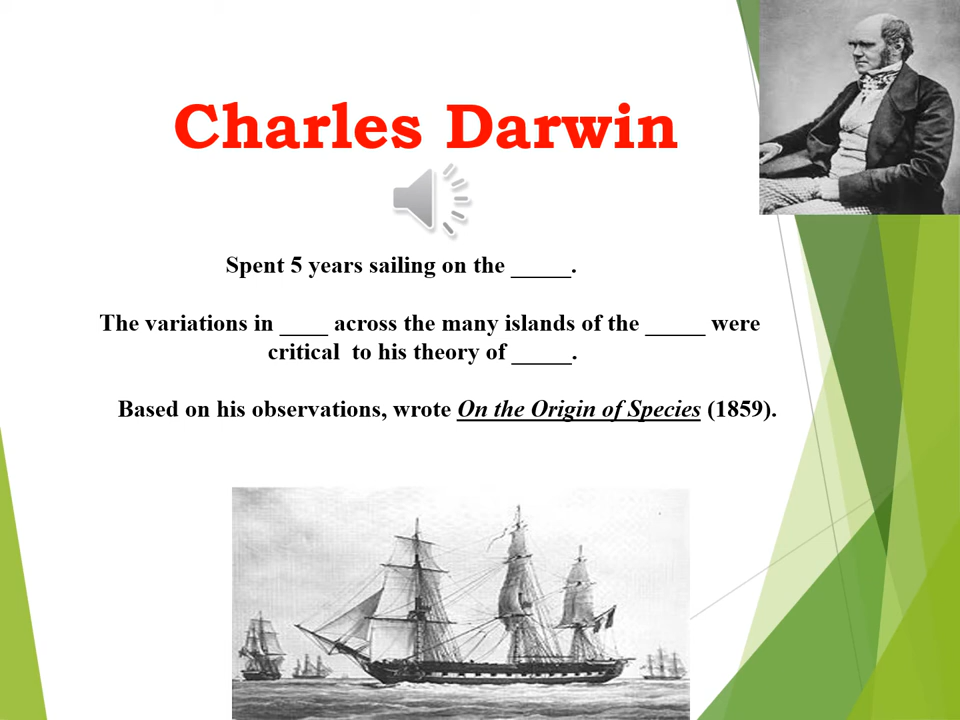 Charles Darwin
Spent 5 years sailing on the _____.
The variations in ____ across the many islands of the _____ were
critical  to his theory of _____.
Based on his observations, wrote On the Origin of Species (1859).